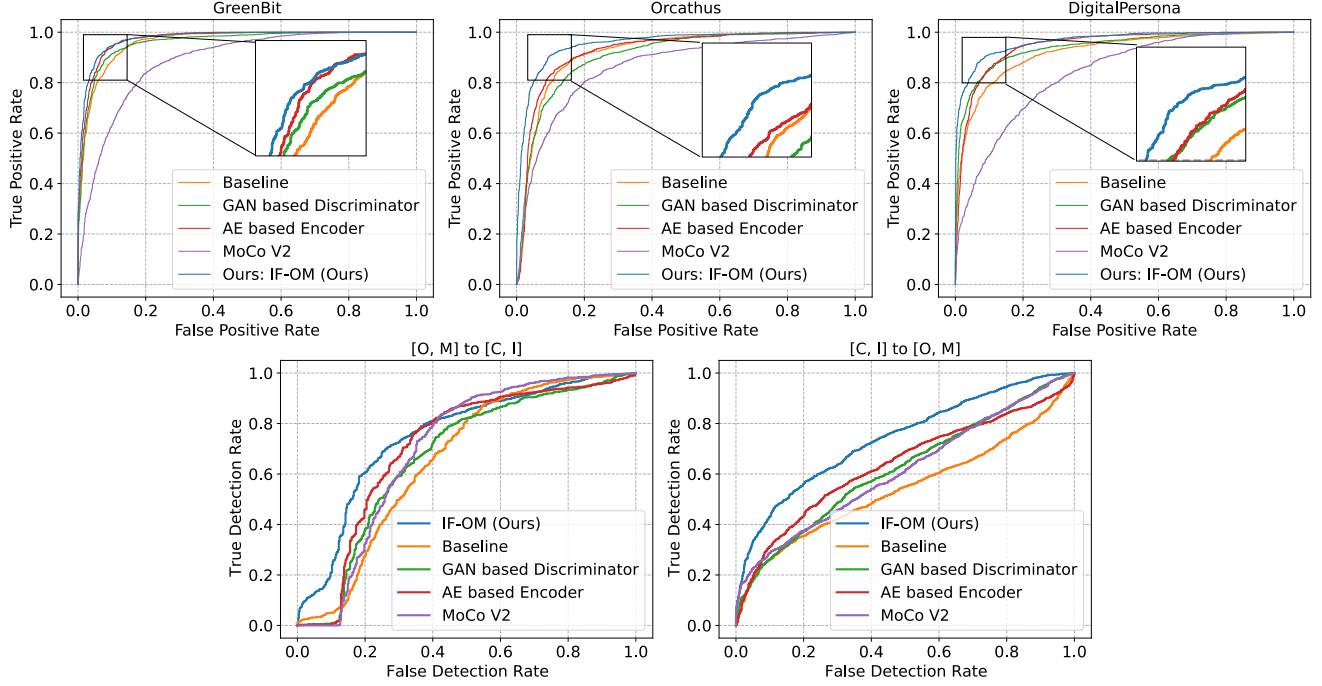 GreenBit
1.0
0.8
0.6
0.4
0.2
0.0
True Positive Rate
0.0 0.2 0.4 0.6 0.8 1.0
False Positive Rate
Baseline
GAN based Discriminator
AE based Encoder
MoCo V2
Ours: IF-OM (Ours)
Orcathus
1.0
0.8
0.6
0.4
0.2
0.0
True Positive Rate
0.0 0.2 0.4 0.6 0.8 1.0
False Positive Rate
Baseline
GAN based Discriminator
AE based Encoder
MoCo V2
Ours: IF-OM (Ours)
DigitalPersona
1.0
0.8
0.6
0.4
0.2
0.0
True Positive Rate
0.0 0.2 0.4 0.6 0.8 1.0
False Positive Rate
Baseline
GAN based Discriminator
AE based Encoder
MoCo V2
Ours: IF-OM (Ours)
[O, M] to [C, I]
1.0
0.8
0.6
0.4
0.2
0.0
True Detection Rate
0.0 0.2 0.4 0.6 0.8 1.0
False Detection Rate
IF-OM (Ours)
Baseline
GAN based Discriminator
AE based Encoder
MoCo V2
[C, I] to [O, M]
1.0
0.8
0.6
0.4
0.2
0.0
True Detection Rate
0.0 0.2 0.4 0.6 0.8 1.0
False Detection Rate
IF-OM (Ours)
Baseline
GAN based Discriminator
AE based Encoder
MoCo V2